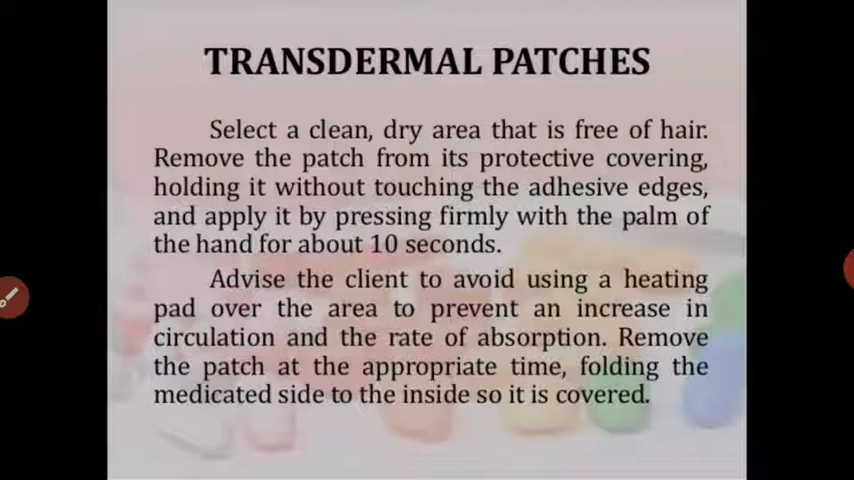 TRANSDERMAL PATCHES
Select a clean, dry area that is free of hair.
Remove the patch from its protective covering,
holding it without touching the adhesive edges,
and apply it by pressing firmly with the palm of
the hand for about 10 seconds.
Advise the client to avoid using a heating
pad over the area to prevent an increase in
circulation and the rate of absorption. Remove
the patch at the appropriate time, folding the
medicated side to the inside so it is covered.